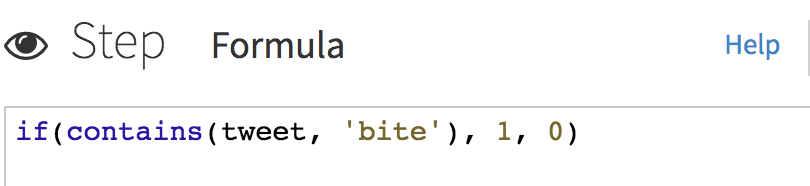 Step Formula Help
if(contains(tweet, 'bite'), 1, 0)